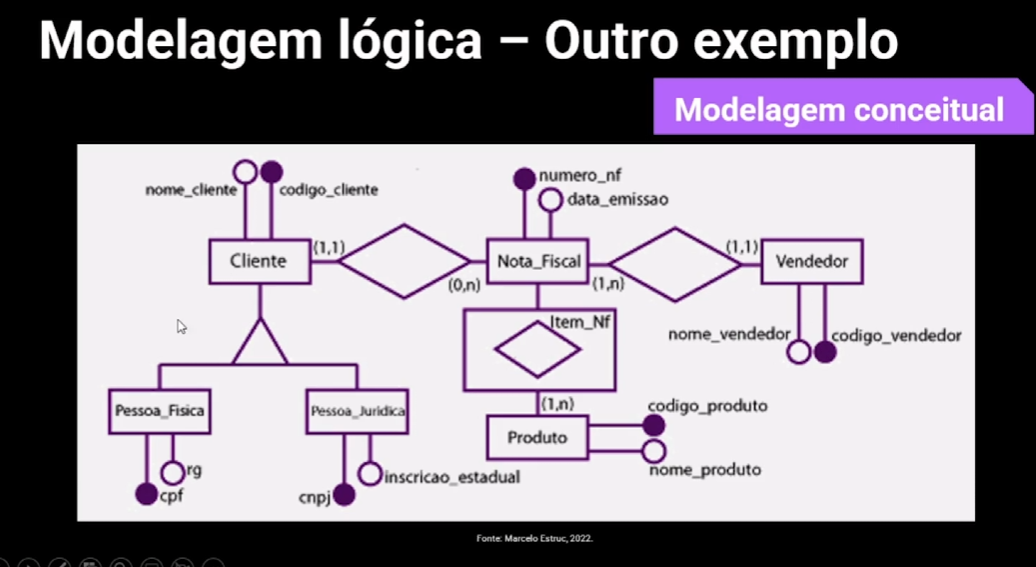 Modelagem lógica – Outro exemplo
Modelagem conceitual
numero_nf
nome_cliente
codigo_cliente
data_emissao
(1,1)
(1,1)
Cliente
Nota_Fiscal
Vendedor
(0,n)
(1,n)
Item_Nf
nome_vendedor
codigo_vendedor
(1,n)
codigo_produto
Pessoa_Fisica
Pessoa_Juridica
Produto
nome_produto
rg
inscricao_estadual
cpf
cnpj
Fonte: Marcelo Estruc, 2022.